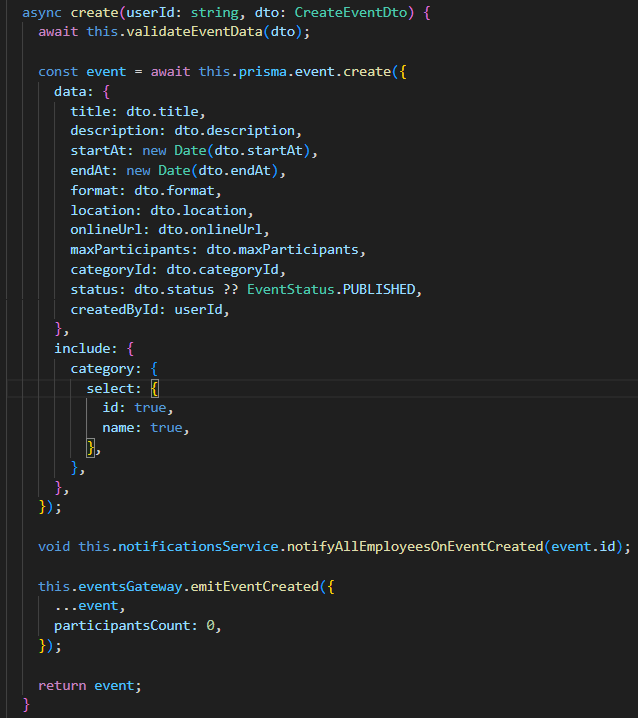 async create(userId: string, dto: CreateEventDto) {
await this.validateEventData(dto);
const event = await this.prisma.event.create({
data: {
title: dto.title,
description: dto.description,
startAt: new Date(dto.startAt),
endAt: new Date(dto.endAt),
format: dto.format,
location: dto.location,
onlineUrl: dto.onlineUrl,
maxParticipants: dto.maxParticipants,
categoryId: dto.categoryId,
status: dto.status ?? EventStatus.PUBLISHED,
createdById: userId,
},
include: {
category: {
select: {
id: true,
name: true,
},
},
},
});
void this.notificationsService.notifyAllEmployeesOnEventCreated(event.id);
this.eventsGateway.emitEventCreated({
...event,
participantsCount: 0,
});
return event;
}